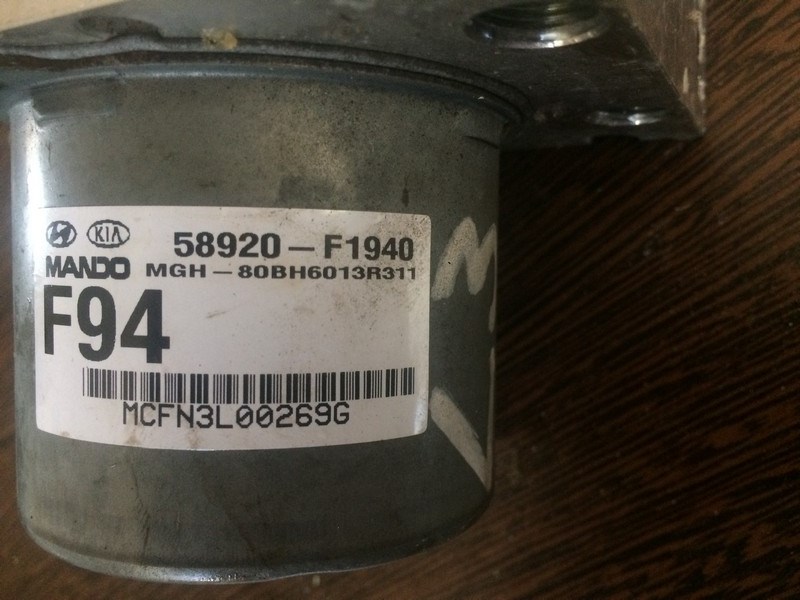 KIA 58920-F1940
MANDO MGH-80BH6013R311
F94
MCFN3L00269G
M